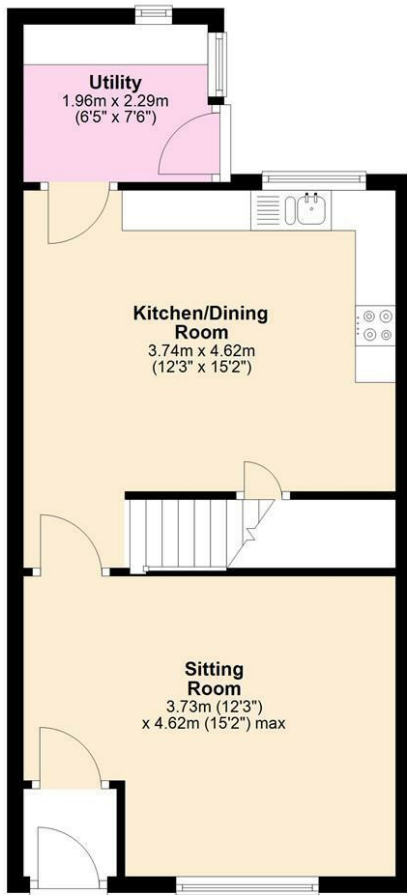 Utility
1.96m x 2.29m
(6'5" x 7'6")
Kitchen/Dining
Room
3.74m x 4.62m
(12'3" x 15'2")
Sitting
Room
3.73m (12'3")
x 4.62m (15'2") max